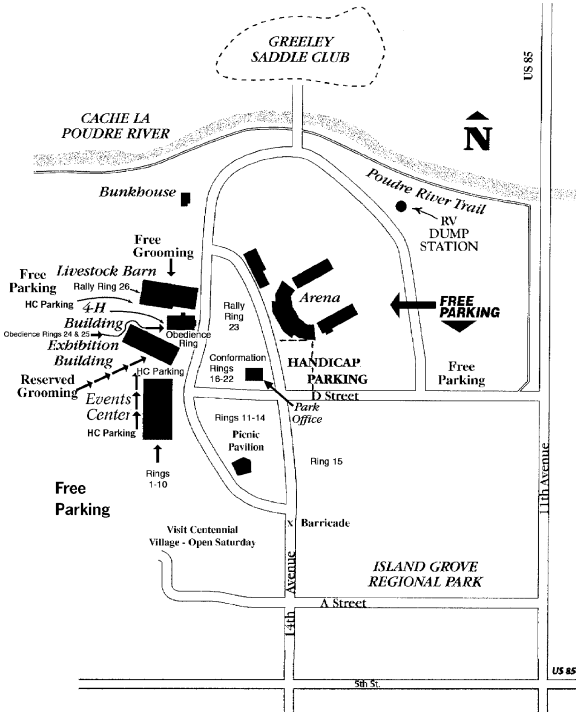 GREELEY
SADDLE CLUB
US 85
CACHE LA
POUDRE RIVER
N
Poudre River Trail
Bunkhouse
RV
DUMP
STATION
Free
Grooming
Livestock Barn
Free
Parking
Rally Ring 26
HC Parking
4-H
Building
Obedience Rings 24 & 25
Obedience
Ring
Exhibition
Building
Reserved
Grooming
HC Parking
Events
Center
HC Parking
Rings
1-10
Rally
Ring
23
Arena
FREE
PARKING
Conformation
Rings
16-22
HANDICAP
PARKING
Free
Parking
D Street
Park
Office
Rings 11-14
Picnic
Pavilion
Ring 15
11th Avenue
Free
Parking
x Barricade
Visit Centennial
Village - Open Saturday
ISLAND GROVE
REGIONAL PARK
14th Avenue
A Street
US 85
5th St.